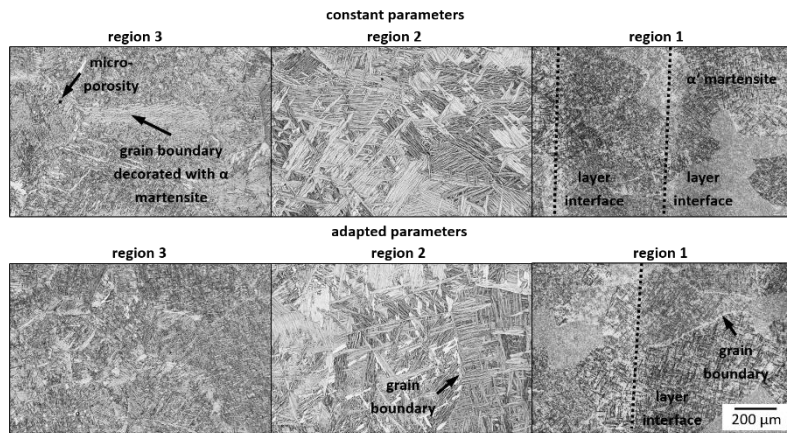 constant parameters
region 3
region 2
region 1
micro-
porosity
grain boundary
decorated with α
martensite
α' martensite
layer
interface
layer
interface
adapted parameters
region 3
region 2
region 1
grain
boundary
grain
boundary
layer
interface
200 µm